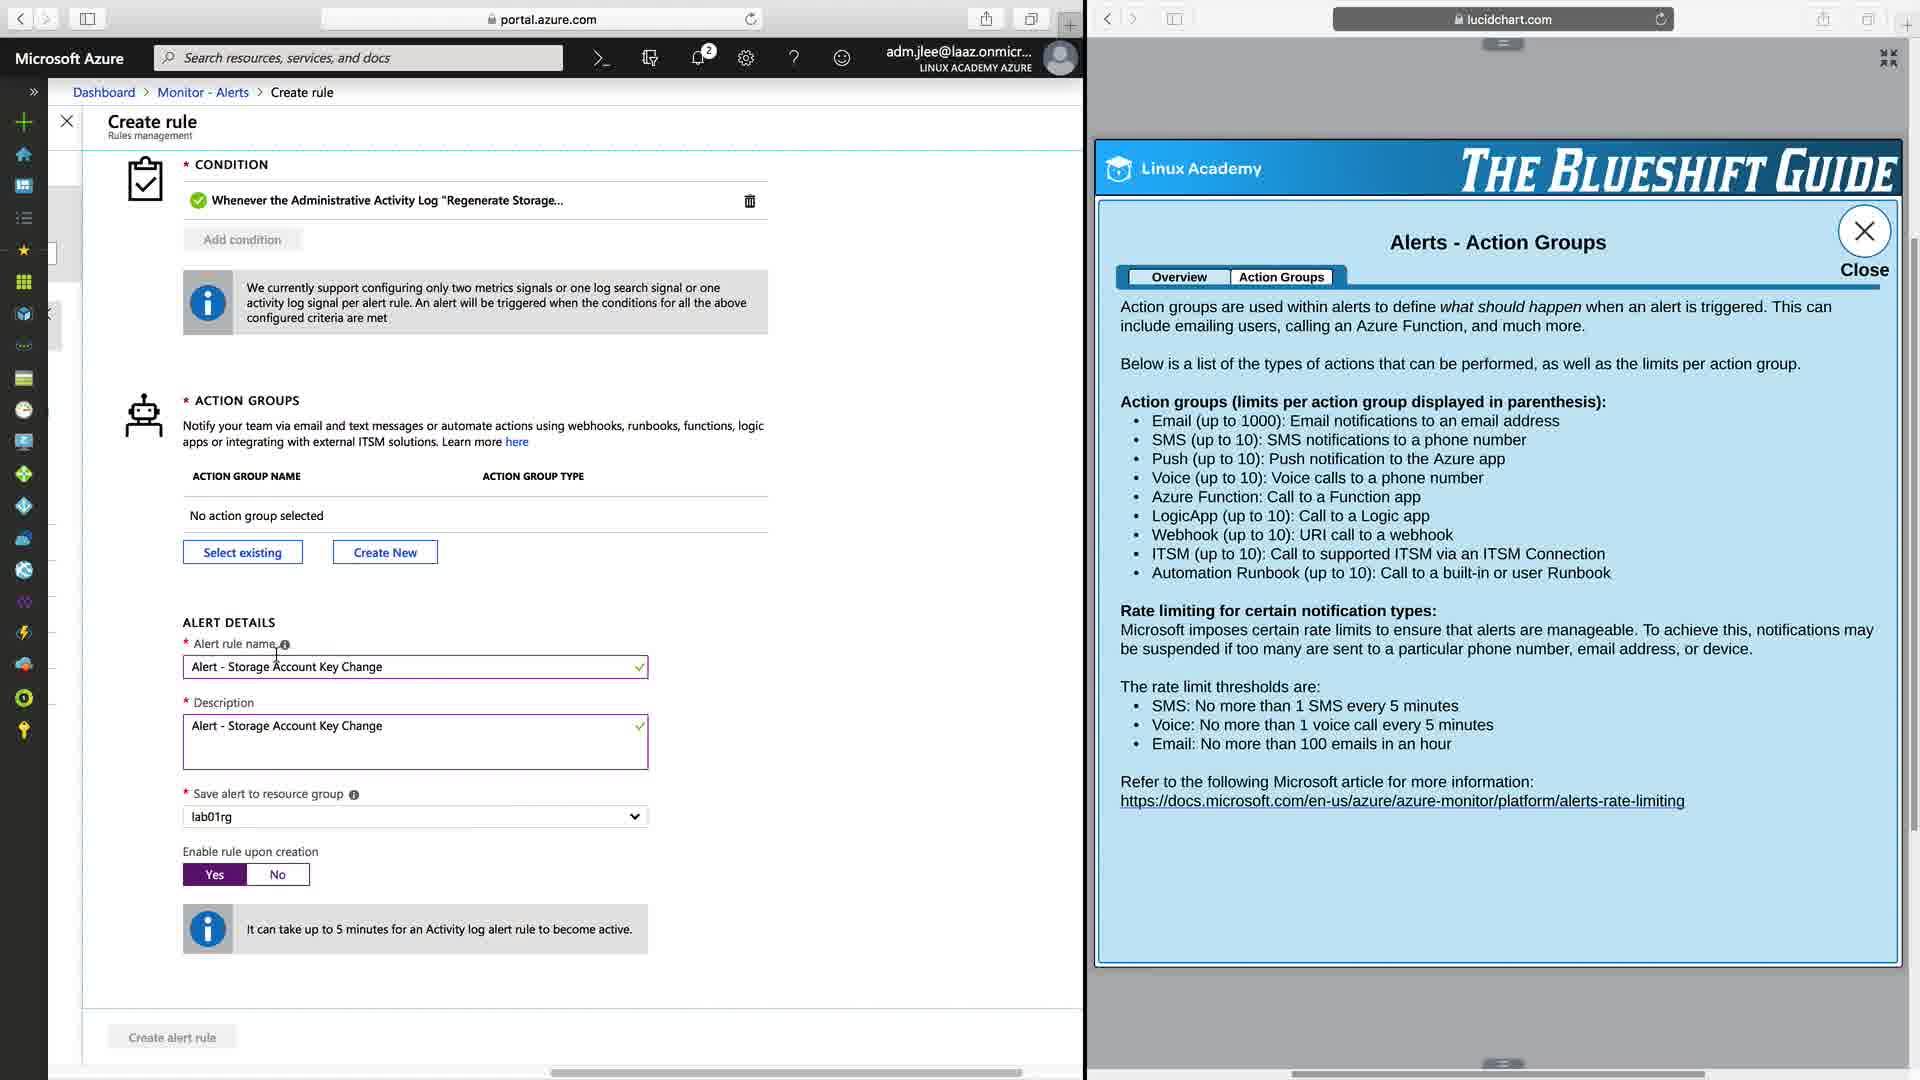 portal.azure.com
Microsoft Azure
Search resources, services, and docs
2
adm.jlee@laaz.onmicr...
LINUX ACADEMY AZURE
Dashboard > Monitor - Alerts > Create rule
Create rule
Rules management
* CONDITION
Whenever the Administrative Activity Log "Regenerate Storage...
Add condition
We currently support configuring only two metrics signals or one log search signal or one
activity log signal per alert rule. An alert will be triggered when the conditions for all the above
configured criteria are met
* ACTION GROUPS
Notify your team via email and text messages or automate actions using webhooks, runbooks, functions, logic
apps or integrating with external ITSM solutions. Learn more here
ACTION GROUP NAME ACTION GROUP TYPE
No action group selected
Select existing Create New
ALERT DETAILS
* Alert rule name
Alert - Storage Account Key Change
* Description
Alert - Storage Account Key Change
* Save alert to resource group
lab01rg
Enable rule upon creation
Yes No
It can take up to 5 minutes for an Activity log alert rule to become active.
Create alert rule
lucidchart.com
Linux Academy
THE BLUESHIFT GUIDE
Alerts - Action Groups
Close
Overview Action Groups
Action groups are used within alerts to define what should happen when an alert is triggered. This can
include emailing users, calling an Azure Function, and much more.
Below is a list of the types of actions that can be performed, as well as the limits per action group.
Action groups (limits per action group displayed in parenthesis):
• Email (up to 1000): Email notifications to an email address
• SMS (up to 10): SMS notifications to a phone number
• Push (up to 10): Push notification to the Azure app
• Voice (up to 10): Voice calls to a phone number
• Azure Function: Call to a Function app
• LogicApp (up to 10): Call to a Logic app
• Webhook (up to 10): URI call to a webhook
• ITSM (up to 10): Call to supported ITSM via an ITSM Connection
• Automation Runbook (up to 10): Call to a built-in or user Runbook
Rate limiting for certain notification types:
Microsoft imposes certain rate limits to ensure that alerts are manageable. To achieve this, notifications may
be suspended if too many are sent to a particular phone number, email address, or device.
The rate limit thresholds are:
• SMS: No more than 1 SMS every 5 minutes
• Voice: No more than 1 voice call every 5 minutes
• Email: No more than 100 emails in an hour
Refer to the following Microsoft article for more information:
https://docs.microsoft.com/en-us/azure/azure-monitor/platform/alerts-rate-limiting